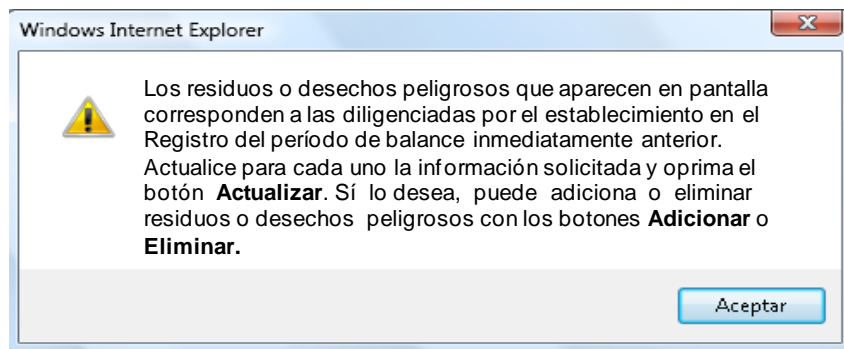 Windows Internet Explorer
Los residuos o desechos peligrosos que aparecen en pantalla
corresponden a las diligenciadas por el establecimiento en el
Registro del período de balance inmediatamente anterior.
Actualice para cada uno la información solicitada y oprima el
botón Actualizar. Sí lo desea, puede adiciona o eliminar
residuos o desechos peligrosos con los botones Adicionar o
Eliminar.
Aceptar